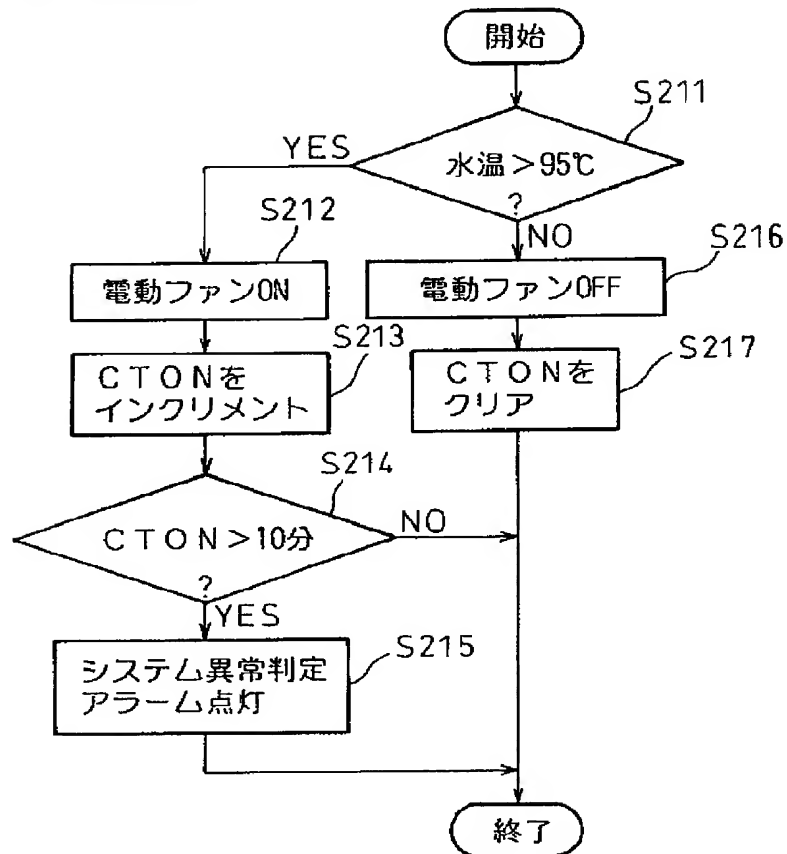 開始
S211
水温>95℃
?
YES
NO
S212
電動ファンON
S216
電動ファンOFF
S213
CTONを
インクリメント
S217
CTONを
クリア
S214
CTON>10分
?
NO
YES
S215
システム異常判定
アラーム点灯
終了